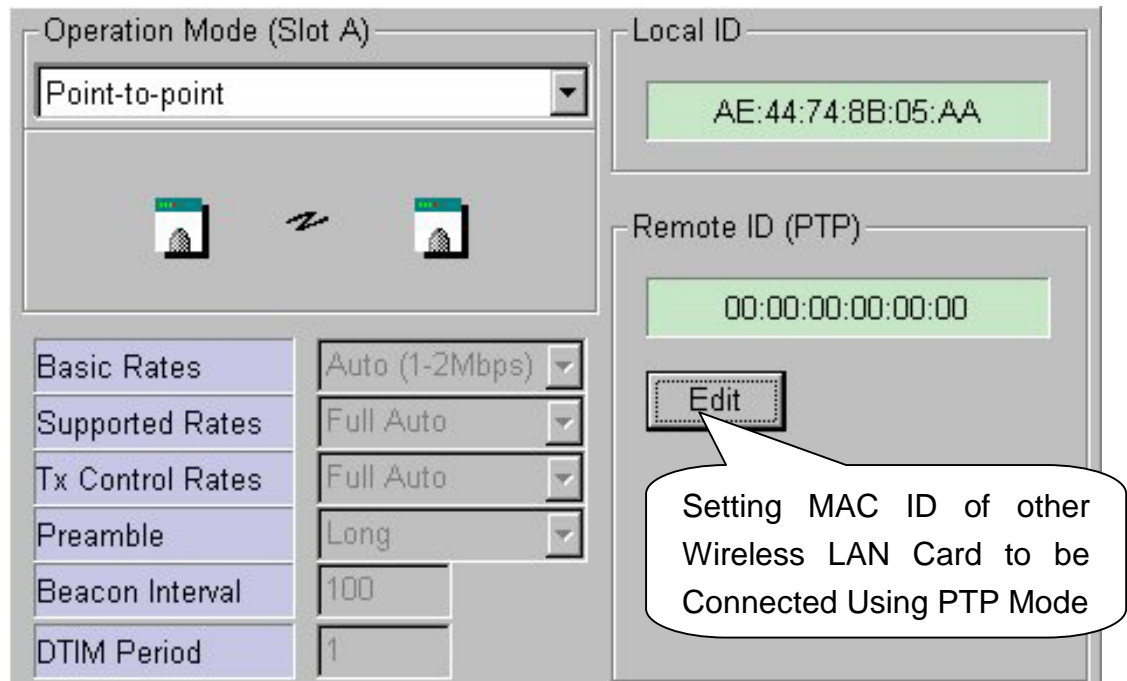 Operation Mode (Slot A)
Point-to-point
Local ID
AE:44:74:8B:05:AA
Remote ID (PTP)
00:00:00:00:00:00
Edit
Setting MAC ID of other
Wireless LAN Card to be
Connected Using PTP Mode
Basic Rates Auto (1-2Mbps)
Supported Rates Full Auto
Tx Control Rates Full Auto
Preamble Long
Beacon Interval 100
DTIM Period 1